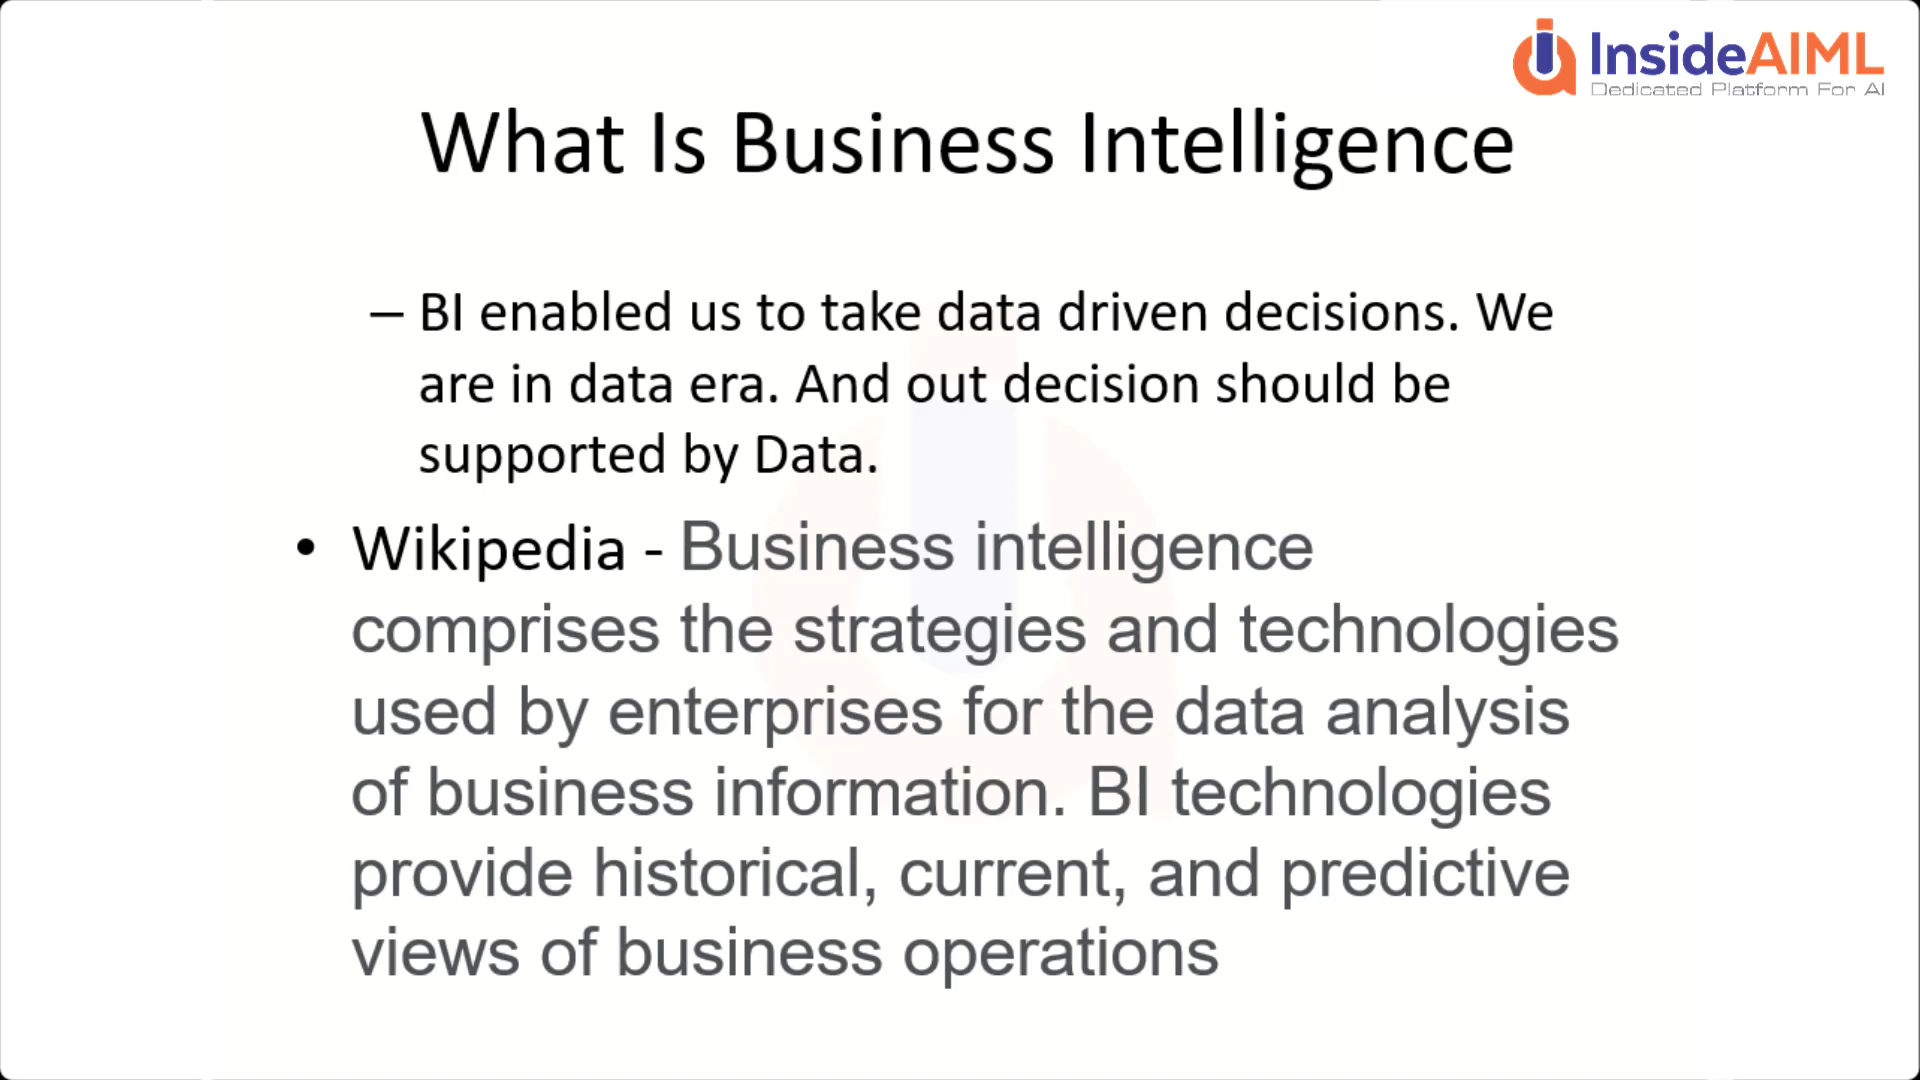 InsideAIML
Dedicated Platform For AI
What Is Business Intelligence
– BI enabled us to take data driven decisions. We
are in data era. And out decision should be
supported by Data.
• Wikipedia - Business intelligence
comprises the strategies and technologies
used by enterprises for the data analysis
of business information. BI technologies
provide historical, current, and predictive
views of business operations